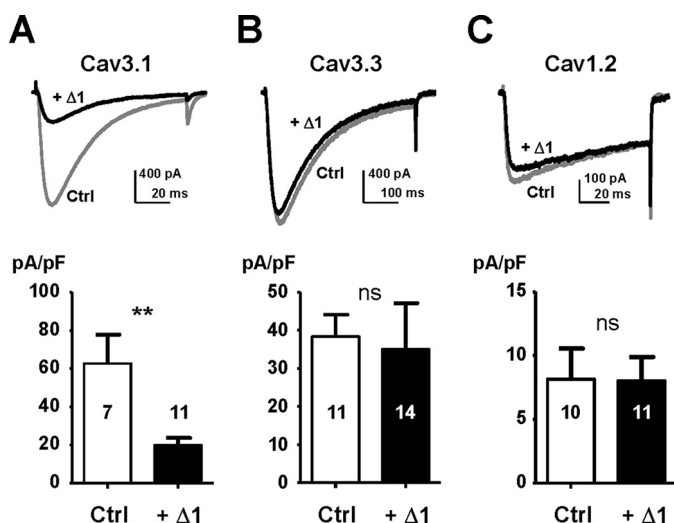 A
B
C
Cav3.1
Cav3.3
Cav1.2
+ Δ1
Ctrl
400 pA
20 ms
+ Δ1
Ctrl
400 pA
100 ms
+ Δ1
Ctrl
100 pA
20 ms
pA/pF
100
80
60
40
20
0
**
7
11
Ctrl
+ Δ1
pA/pF
50
40
30
20
10
0
ns
11
14
Ctrl
+ Δ1
pA/pF
15
10
5
0
ns
10
11
Ctrl
+ Δ1